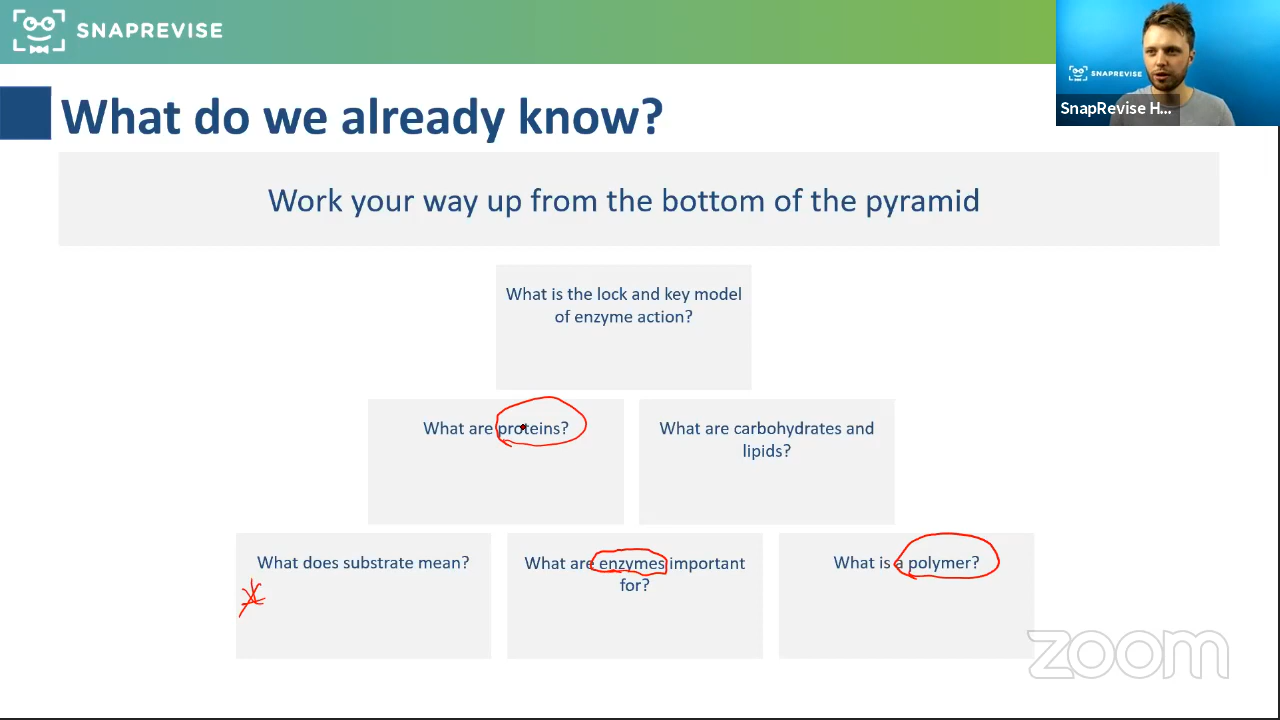 SNAPREVISE
SNAPREVISE
SnapRevise H...
What do we already know?
Work your way up from the bottom of the pyramid
What is the lock and key model
of enzyme action?
What are proteins?
What are carbohydrates and
lipids?
What does substrate mean?
What are enzymes important
for?
What is a polymer?
zoom